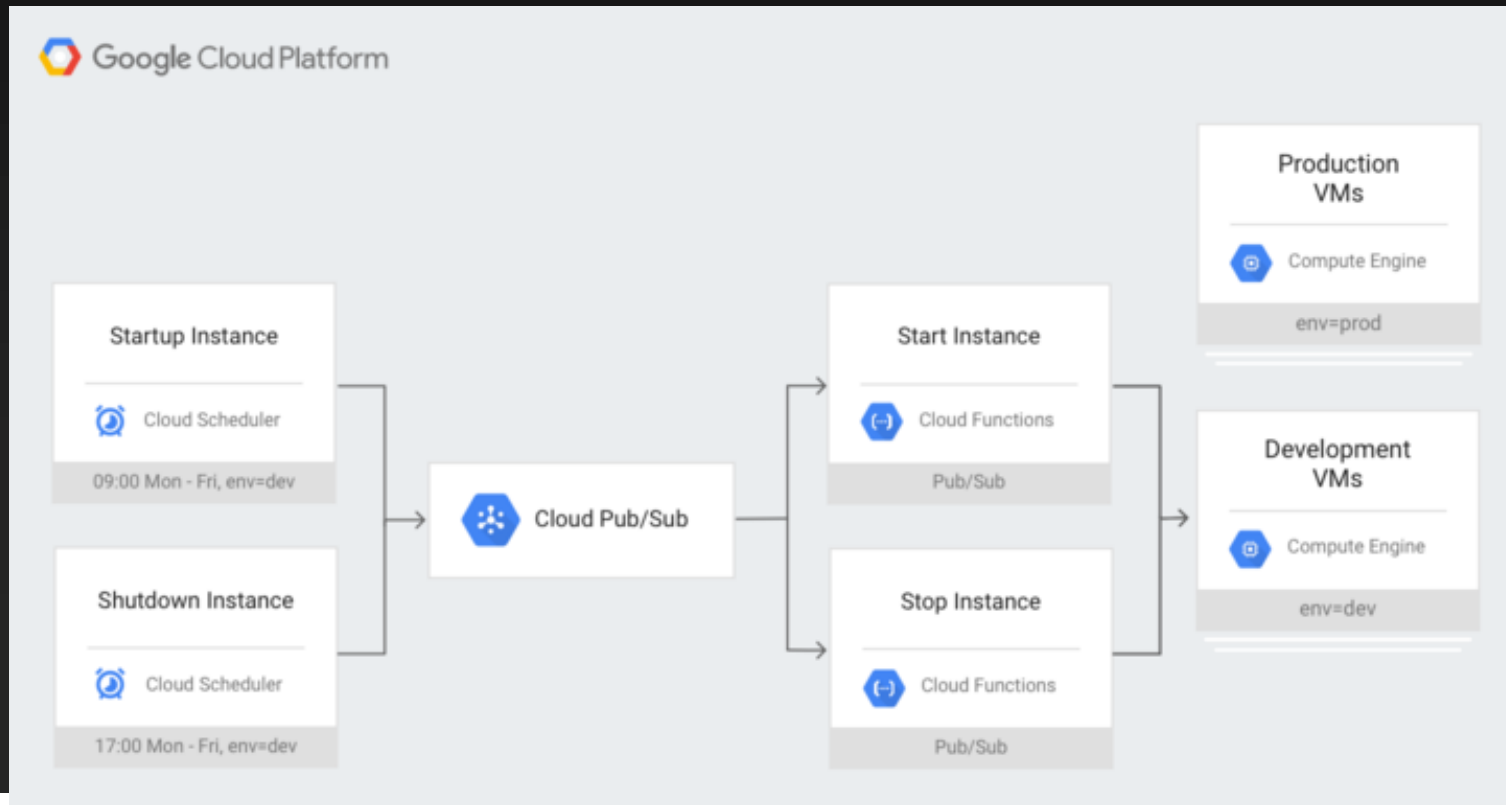 Google Cloud Platform
Startup Instance
Cloud Scheduler
09:00 Mon - Fri, env=dev
Shutdown Instance
Cloud Scheduler
17:00 Mon - Fri, env=dev
Cloud Pub/Sub
Start Instance
Cloud Functions
Pub/Sub
Stop Instance
Cloud Functions
Pub/Sub
Production
VMs
Compute Engine
env=prod
Development
VMs
Compute Engine
env=dev